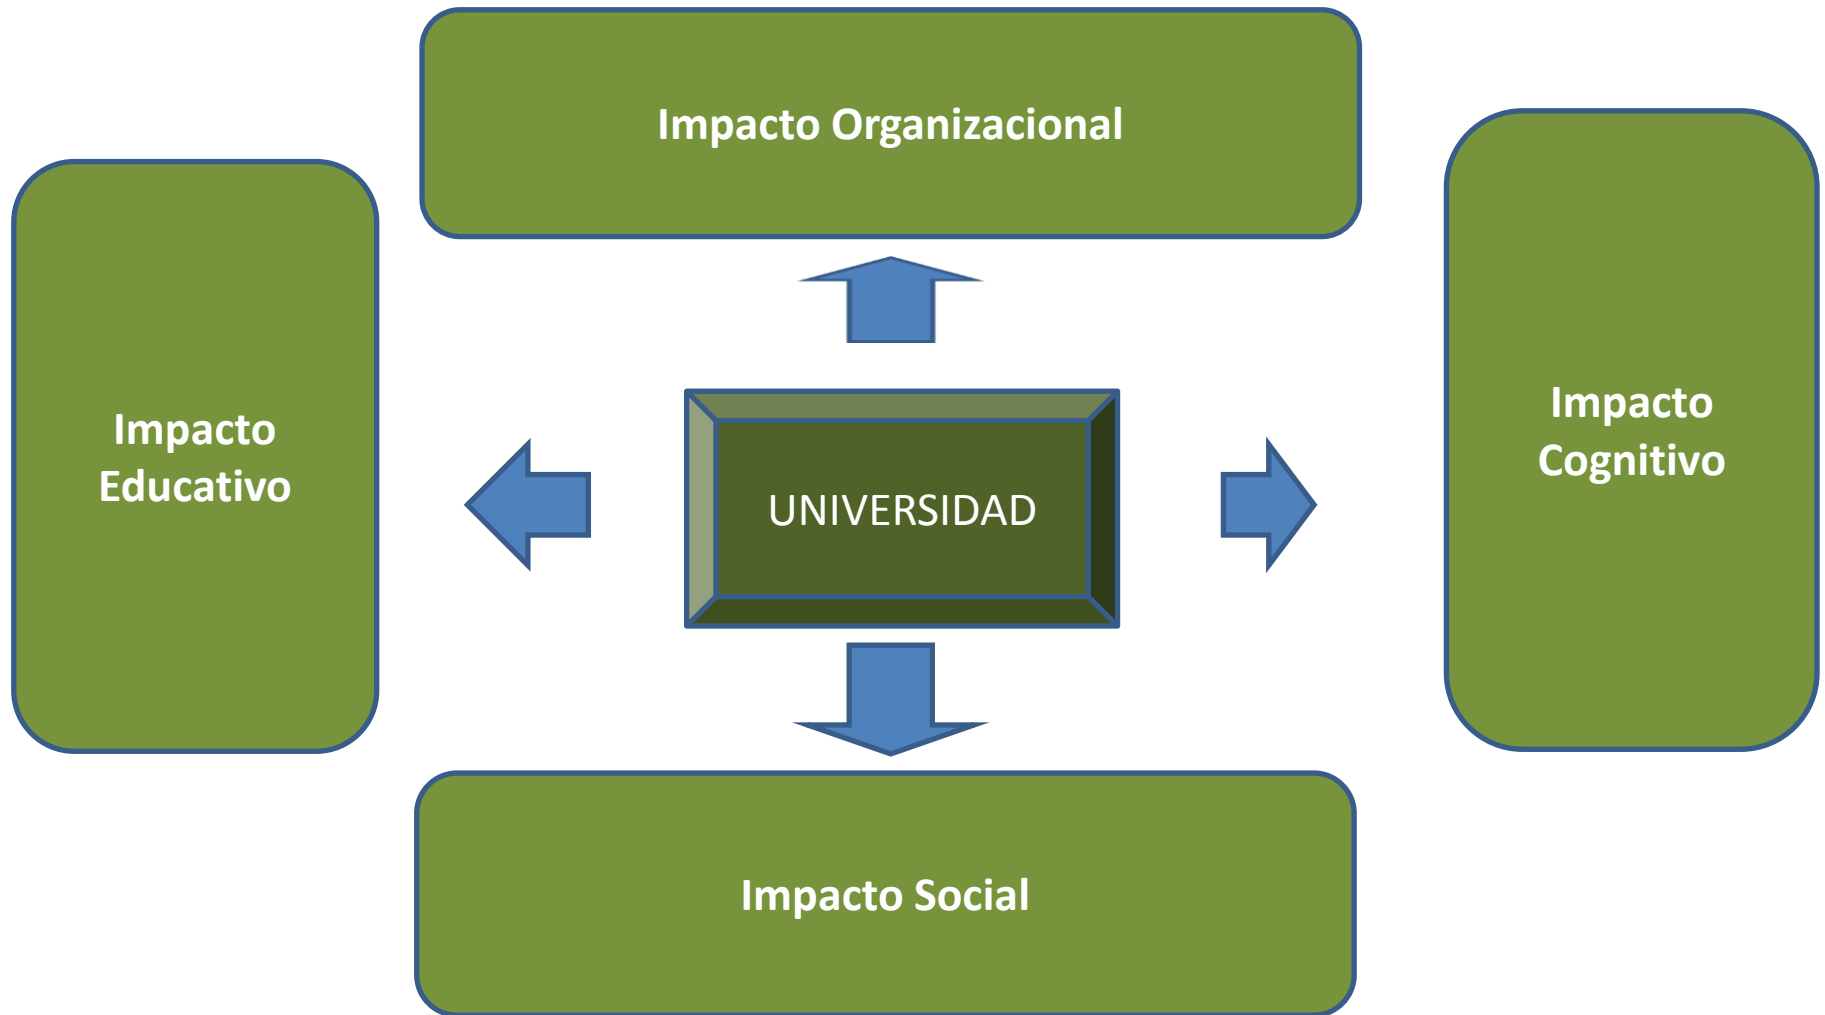 Impacto Organizacional
Impacto
Educativo
UNIVERSIDAD
Impacto
Cognitivo
Impacto Social